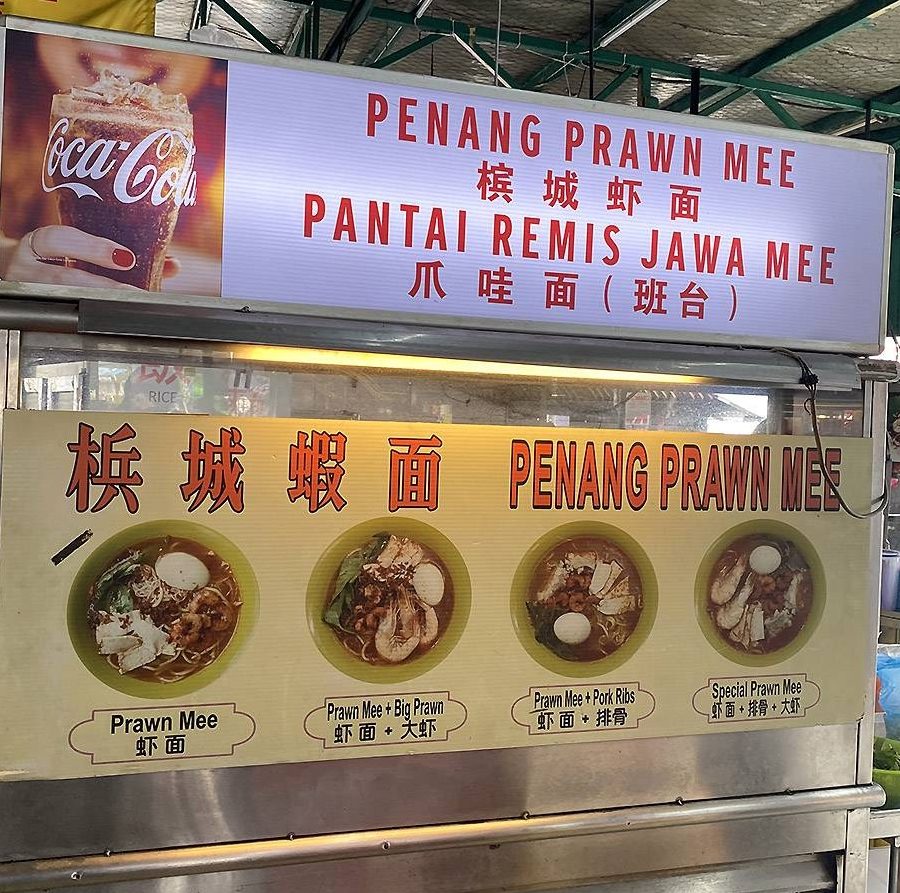 Coca-Cola
PENANG PRAWN MEE
槟城虾面
PANTAI REMIS JAWA MEE
爪哇面(班台)
RICE
梹城蝦面 PENANG PRAWN MEE
Prawn Mee
虾面
Prawn Mee + Big Prawn
虾面 + 大虾
Prawn Mee + Pork Ribs
虾面 + 排骨
Special Prawn Mee
虾面 + 排骨 + 大虾